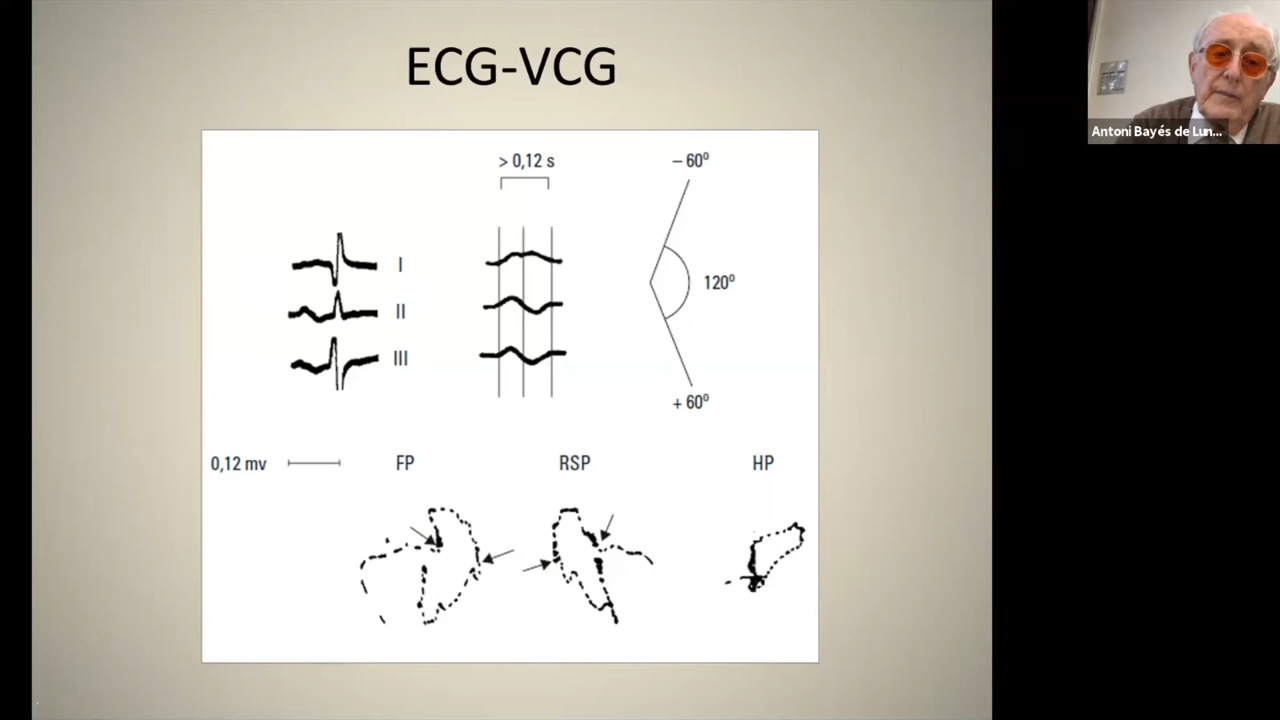 ECG-VCG
Antoni Bayés de Lun...
> 0,12 s
– 60º
I
II
120º
III
+ 60º
0,12 mv
FP
RSP
HP